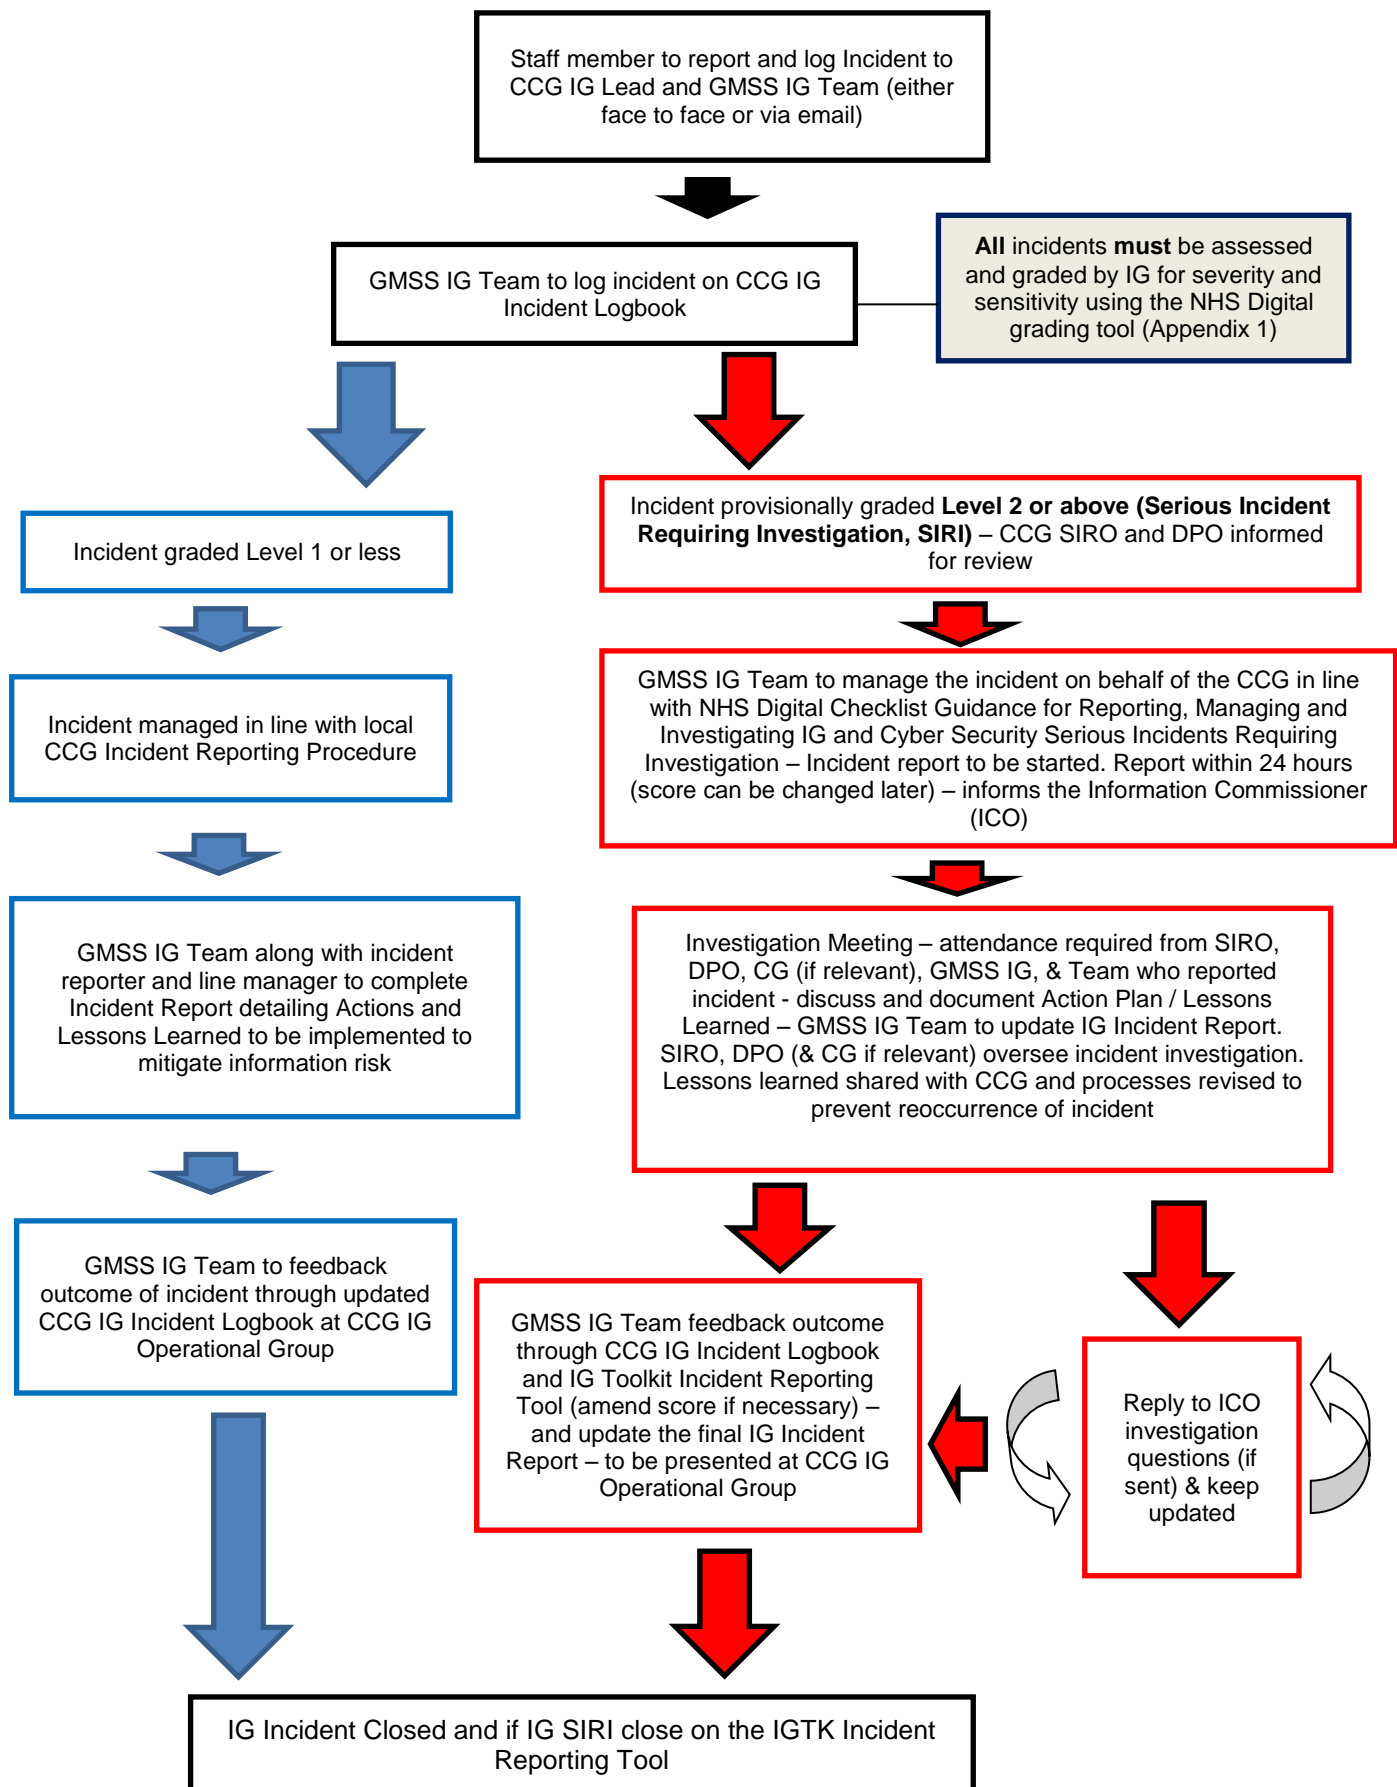 Staff member to report and log Incident to
CCG IG Lead and GMSS IG Team (either
face to face or via email)
GMSS IG Team to log incident on CCG IG
Incident Logbook
All incidents must be assessed
and graded by IG for severity and
sensitivity using the NHS Digital
grading tool (Appendix 1)
Incident graded Level 1 or less
Incident provisionally graded Level 2 or above (Serious Incident
Requiring Investigation, SIRI) – CCG SIRO and DPO informed
for review
Incident managed in line with local
CCG Incident Reporting Procedure
GMSS IG Team to manage the incident on behalf of the CCG in line
with NHS Digital Checklist Guidance for Reporting, Managing and
Investigating IG and Cyber Security Serious Incidents Requiring
Investigation – Incident report to be started. Report within 24 hours
(score can be changed later) – informs the Information Commissioner
(ICO)
GMSS IG Team along with incident
reporter and line manager to complete
Incident Report detailing Actions and
Lessons Learned to be implemented to
mitigate information risk
Investigation Meeting – attendance required from SIRO,
DPO, CG (if relevant), GMSS IG, & Team who reported
incident - discuss and document Action Plan / Lessons
Learned – GMSS IG Team to update IG Incident Report.
SIRO, DPO (& CG if relevant) oversee incident investigation.
Lessons learned shared with CCG and processes revised to
prevent reoccurrence of incident
GMSS IG Team to feedback
outcome of incident through updated
CCG IG Incident Logbook at CCG IG
Operational Group
GMSS IG Team feedback outcome
through CCG IG Incident Logbook
and IG Toolkit Incident Reporting
Tool (amend score if necessary) –
and update the final IG Incident
Report – to be presented at CCG IG
Operational Group
Reply to ICO
investigation
questions (if
sent) & keep
updated
IG Incident Closed and if IG SIRI close on the IGTK Incident
Reporting Tool